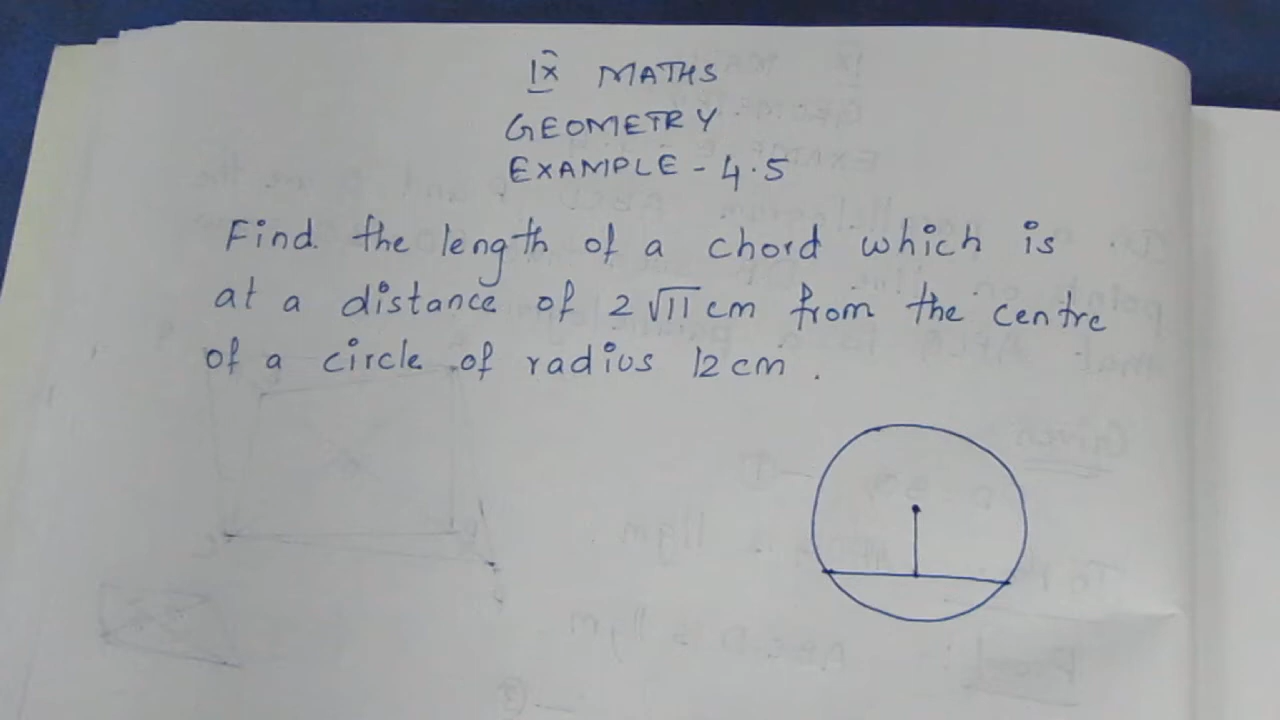 IX MATHS
GEOMETRY
EXAMPLE - 4.5
Find the length of a chord which is
at a distance of 2 √11 cm from the centre
of a circle of radius 12 cm .